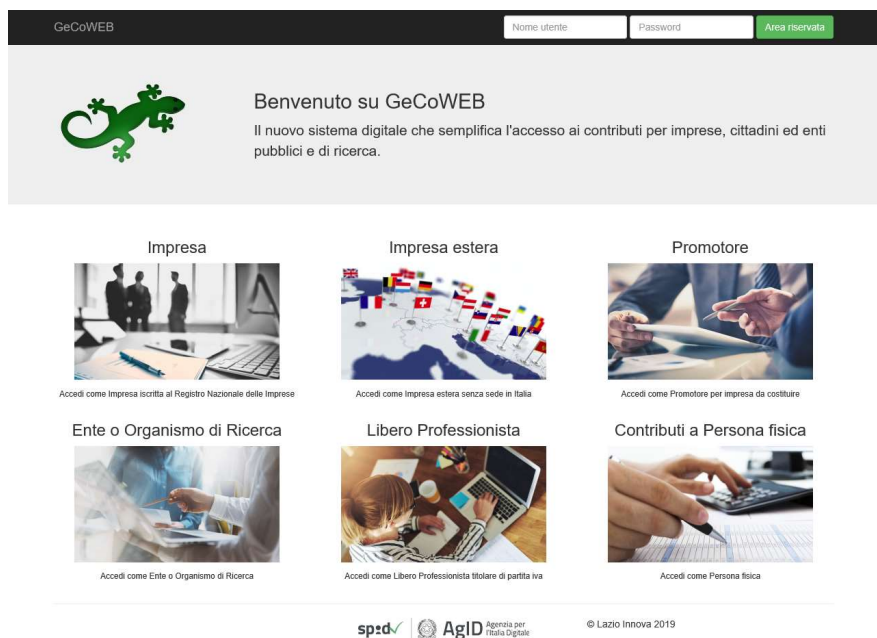 GeCoWEB
Nome utente
Password
Area riservata
Benvenuto su GeCoWEB
Il nuovo sistema digitale che semplifica l'accesso ai contributi per imprese, cittadini ed enti
pubblici e di ricerca.
Impresa
Impresa estera
Promotore
Accedi come Impresa iscritta al Registro Nazionale delle Imprese
Accedi come Impresa estera senza sede in Italia
Accedi come Promotore per impresa da costituire
Ente o Organismo di Ricerca
Libero Professionista
Contributi a Persona fisica
Accedi come Ente o Organismo di Ricerca
Accedi come Libero Professionista titolare di partita iva
Accedi come Persona fisica
sp:d
AgID
Agenzia per
l'Italia Digitale
© Lazio Innova 2019